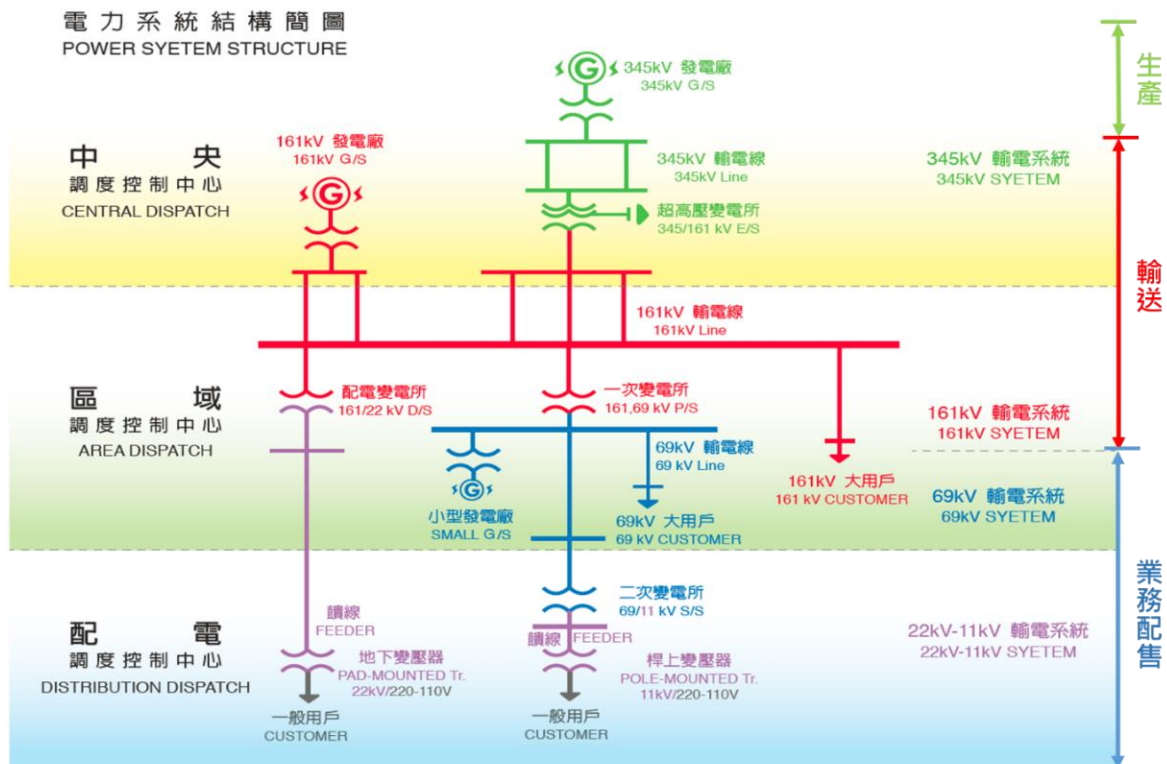 電力系統結構簡圖
POWER SYETEM STRUCTURE
345kV 發電廠
345kV G/S
生產
中央
調度控制中心
CENTRAL DISPATCH
161kV 發電廠
161kV G/S
345kV 輸電線
345kV Line
345kV 輸電系統
345kV SYETEM
超高壓變電所
345/161 kV E/S
輸送
161kV 輸電線
161kV Line
區域
調度控制中心
AREA DISPATCH
配電變電所
161/22 kV D/S
一次變電所
161,69 kV P/S
161kV 輸電系統
161kV SYETEM
69kV 輸電線
69 kV Line
161kV 大用戶
161 kV CUSTOMER
小型發電廠
SMALL G/S
69kV 大用戶
69 kV CUSTOMER
69kV 輸電系統
69kV SYETEM
業務配售
配電
調度控制中心
DISTRIBUTION DISPATCH
二次變電所
69/11 kV S/S
饋線
FEEDER
饋線 FEEDER
22kV-11kV 輸電系統
22kV-11kV SYETEM
地下變壓器
PAD-MOUNTED Tr.
22kV/220-110V
桿上變壓器
POLE-MOUNTED Tr.
11kV/220-110V
一般用戶
CUSTOMER
一般用戶
CUSTOMER
G
G
G